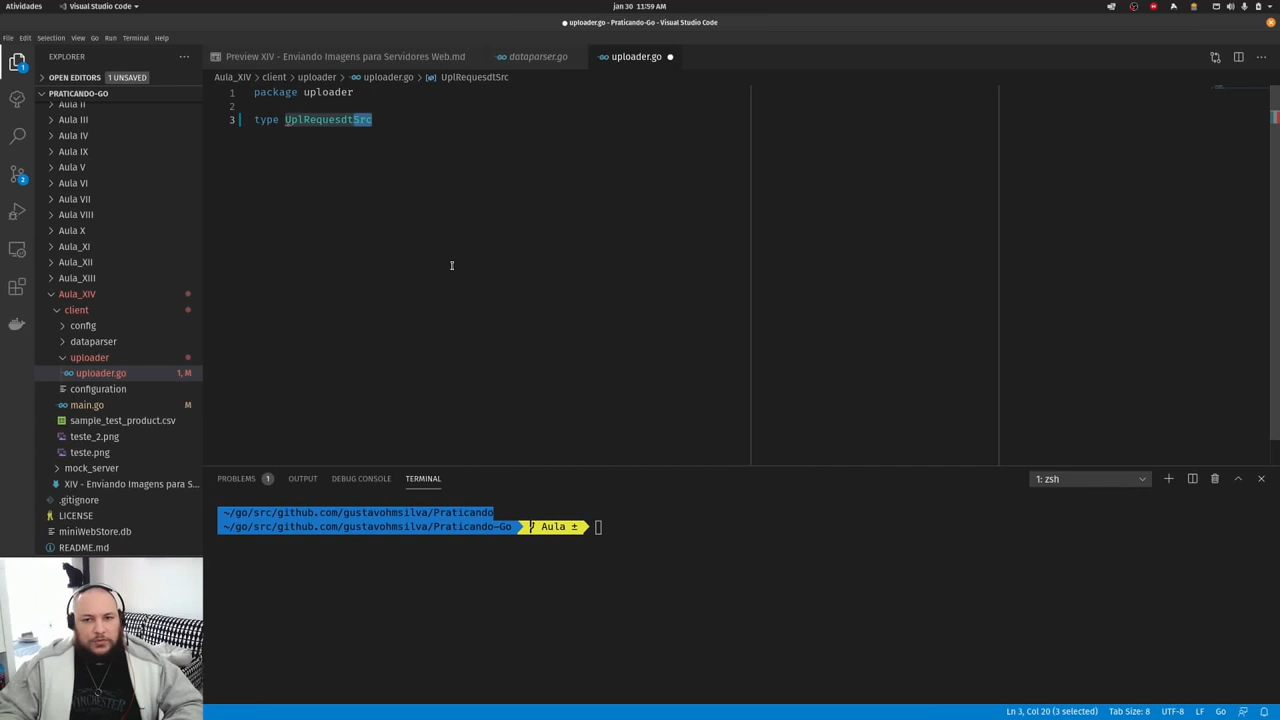 Atividades
Visual Studio Code
jan 30 11:59 AM
uploader.go - Praticando-Go - Visual Studio Code
File Edit Selection View Go Run Terminal Help
EXPLORER
Preview XIV - Enviando Imagens para Servidores Web.md
dataparser.go
uploader.go
OPEN EDITORS 1 UNSAVED
Aula_XIV > client > uploader > uploader.go > UplRequesdtSrc
PRATICANDO-GO
Aula II
Aula III
Aula IV
Aula IX
Aula V
Aula VI
Aula VII
Aula VIII
Aula X
Aula_XI
Aula_XII
Aula_XIII
Aula_XIV
client
config
dataparser
uploader
uploader.go 1, M
configuration
main.go M
sample_test_product.csv
teste_2.png
teste.png
mock_server
XIV - Enviando Imagens para S...
.gitignore
LICENSE
miniWebStore.db
README.md
1
2
1 package uploader
2
3 type UplRequesdtSrc
PROBLEMS 1 OUTPUT DEBUG CONSOLE TERMINAL
1: zsh
~/go/src/github.com/gustavohmsilva/Praticando
~/go/src/github.com/gustavohmsilva/Praticando-Go Aula ±
WINCHESTER
Ln 3, Col 20 (3 selected) Tab Size: 8 UTF-8 LF Go